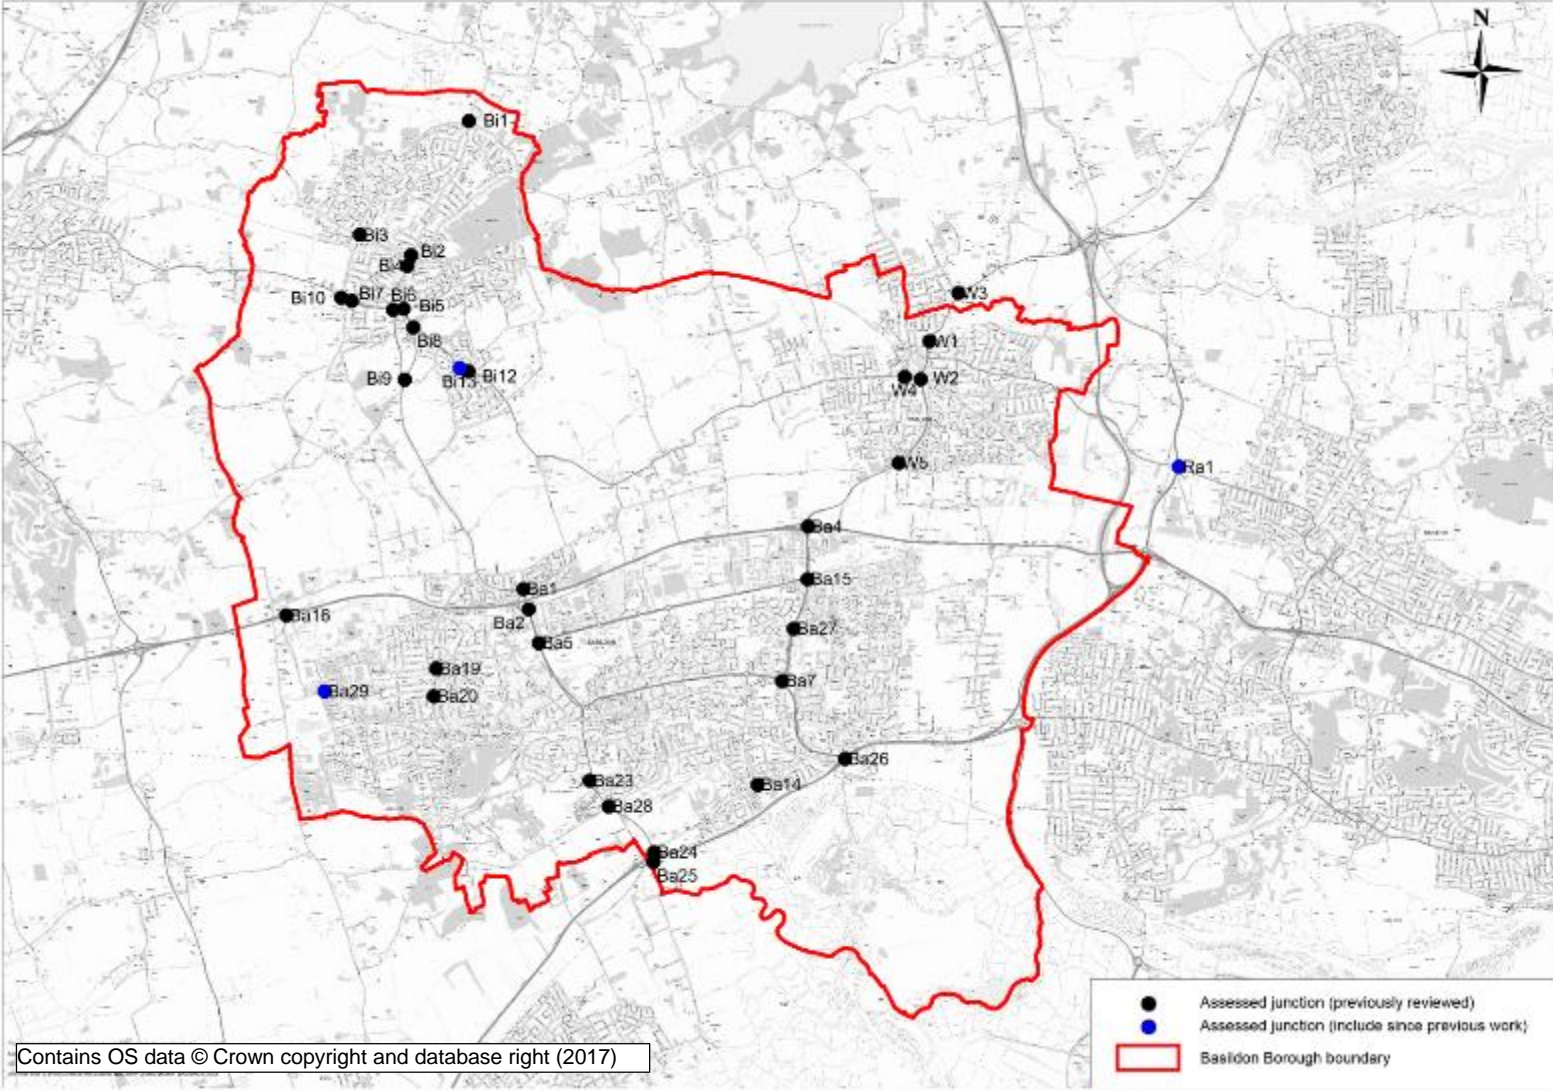 N
Bi1
Bi3
Bi2
Bi4
Bi10
Bi7
Bi6
Bi5
Bi8
Bi9
Bi13
Bi12
W3
W1
W4
W2
W5
Ra1
Ba4
Ba1
Ba15
Ba16
Ba2
Ba27
Ba5
Ba19
Ba7
Ba29
Ba20
Ba26
Ba23
Ba14
Ba28
Ba24
Ba25
Assessed junction (previously reviewed)
Assessed junction (include since previous work)
Basildon Borough boundary
Contains OS data © Crown copyright and database right (2017)